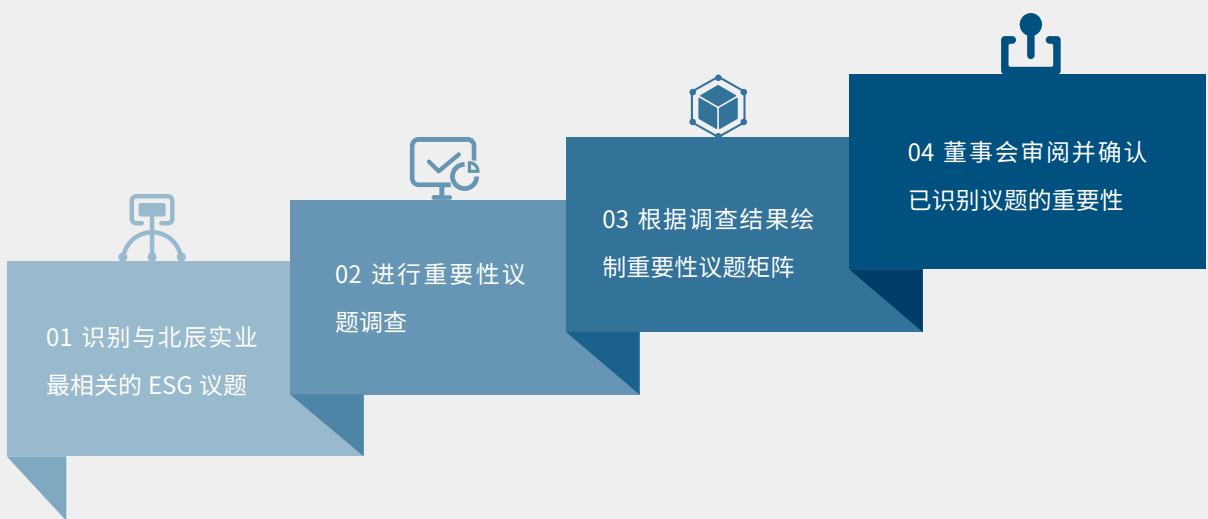 01 识别与北辰实业
最相关的 ESG 议题
02 进行重要性议
题调查
03 根据调查结果绘
制重要性议题矩阵
04 董事会审阅并确认
已识别议题的重要性